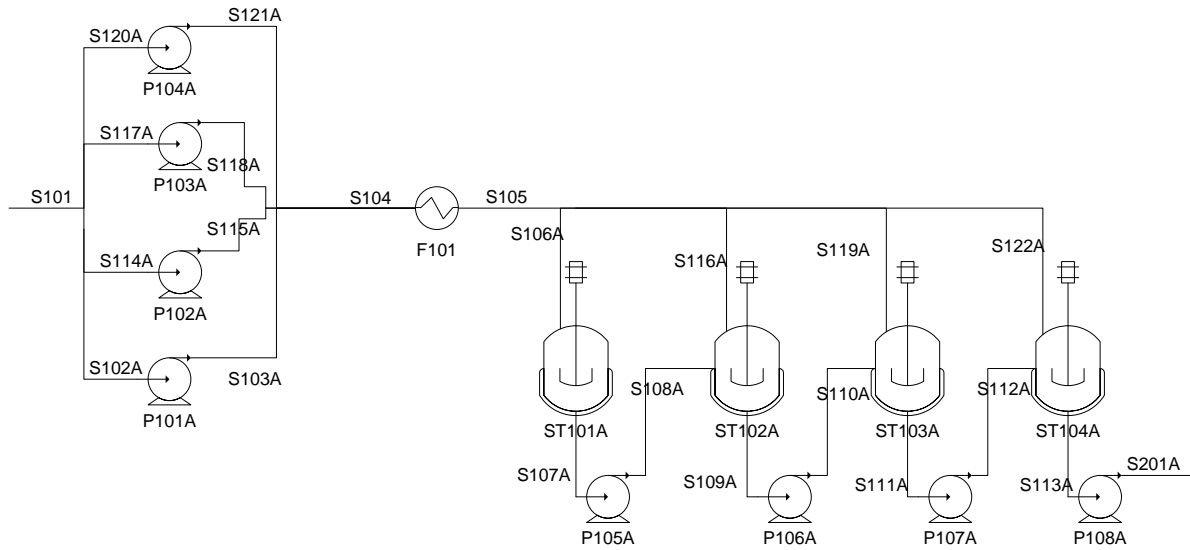 S121A
S120A
P104A
S117A
S118A
P103A
S101
S104
S105
S115A
F101
S106A
S116A
S119A
S122A
S114A
P102A
S102A
S103A
P101A
S108A
S110A
S112A
ST101A
ST102A
ST103A
ST104A
S107A
S109A
S111A
S113A
S201A
P105A
P106A
P107A
P108A